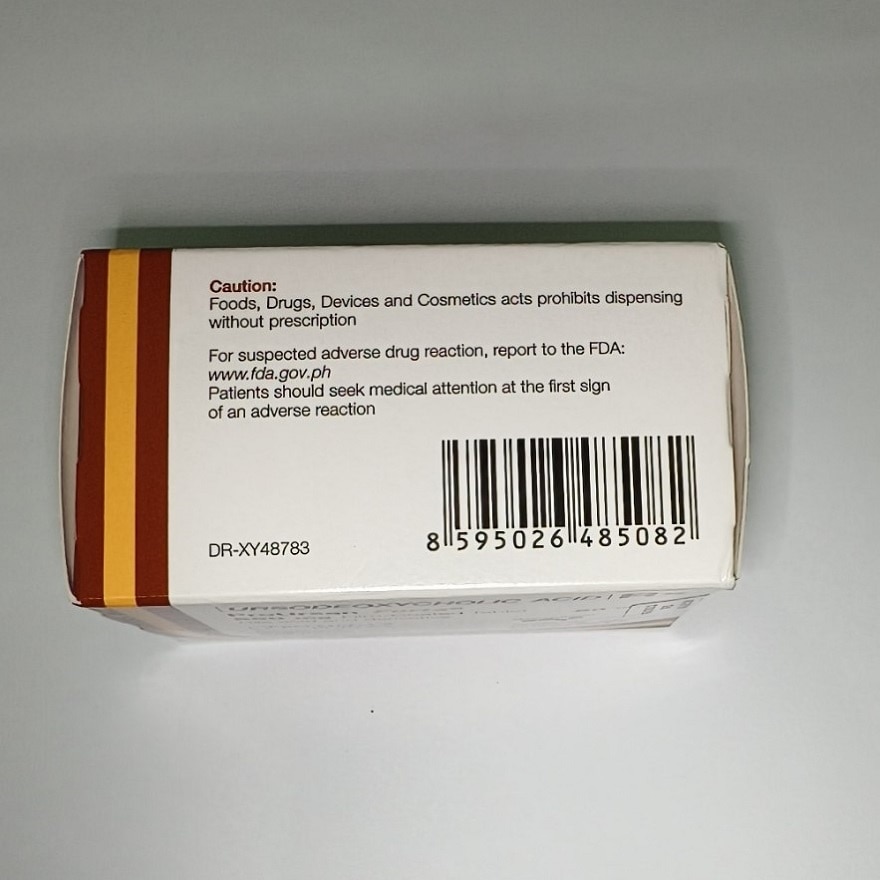 Caution:
Foods, Drugs, Devices and Cosmetics acts prohibits dispensing
without prescription
For suspected adverse drug reaction, report to the FDA:
www.fda.gov.ph
Patients should seek medical attention at the first sign
of an adverse reaction
DR-XY48783
8 595026 485082
URSODEOXYCHOLIC ACID